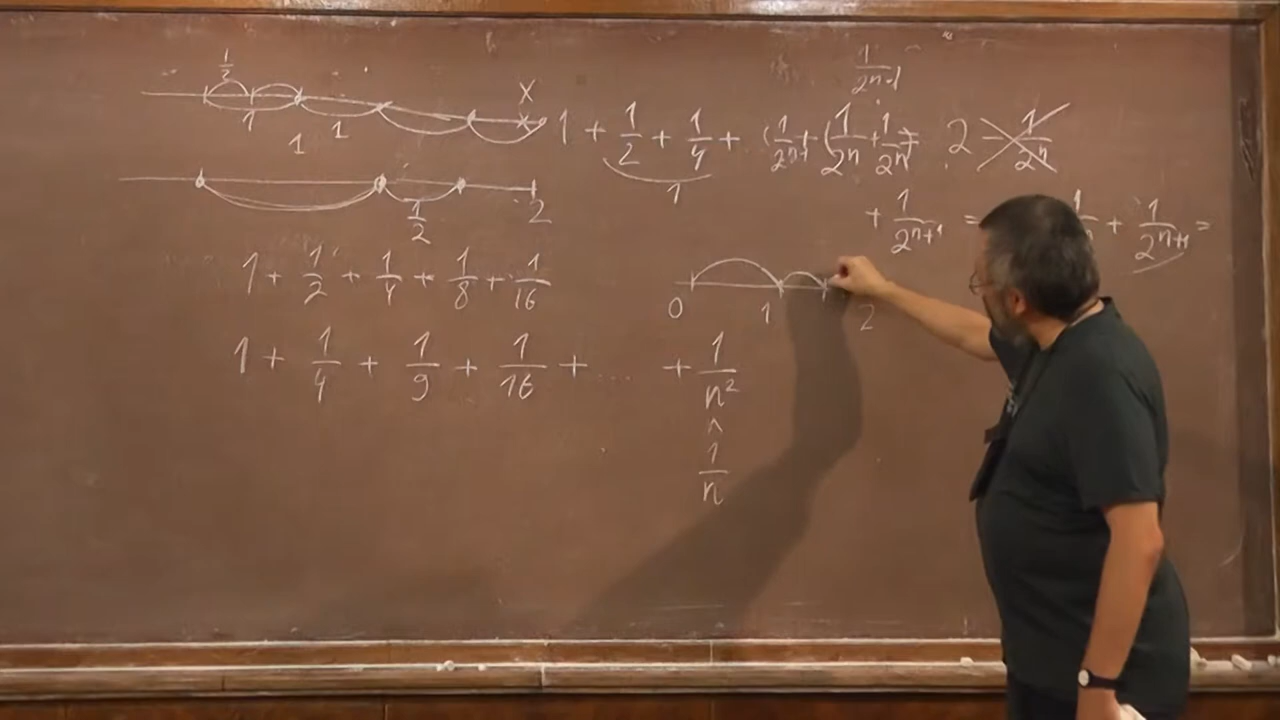 1/2
1
1
1
x
1/2
2
1/2^n-1
1 + 1/2 + 1/4 + ... (1/2^n-1 + (1/2^n + 1/2^n) = 2 - 1/2^n
1
+ 1/2^n+1 = + 1/2^n+1 =
1 + 1/2 + 1/4 + 1/8 + 1/16
0 1 2
1 + 1/4 + 1/9 + 1/16 + ... + 1/n²
^
1/n